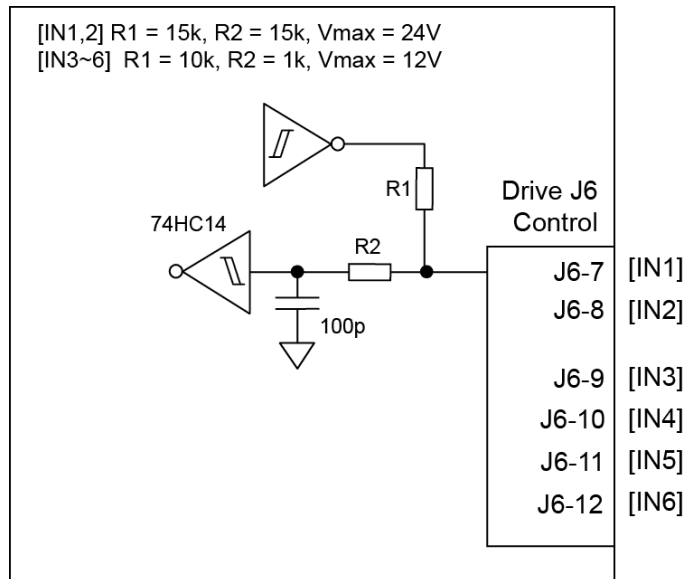 [IN1,2] R1 = 15k, R2 = 15k, Vmax = 24V
[IN3~6] R1 = 10k, R2 = 1k, Vmax = 12V
R1
Drive J6
Control
74HC14
R2
100p
J6-7 [IN1]
J6-8 [IN2]
J6-9 [IN3]
J6-10 [IN4]
J6-11 [IN5]
J6-12 [IN6]